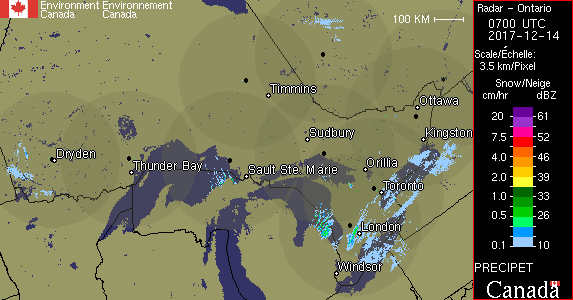 Environment Environnement
Canada Canada
100 KM
Timmins
Ottawa
Sudbury
Kingston
Dryden
Thunder Bay
Sault Ste. Marie
Orillia
Toronto
London
Windsor
Radar - Ontario
0700 UTC
2017-12-14
Scale/Échelle:
3.5 km/Pixel
Snow/Neige
cm/hr dBZ
20 61
7.5 52
4.0 46
2.0 39
1.0 33
0.5 26
0.1 10
PRECIPET
Canada